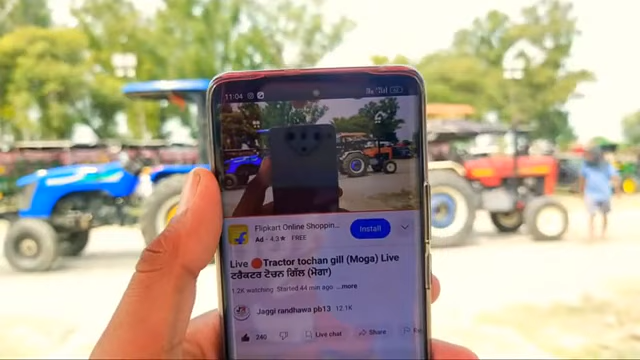 11:04
Flipkart Online Shoppin...
Install
Ad · 4.3★ FREE
Live 🔴Tractor tochan gill (Moga) Live
ਟਰੈਕਟਰ ਟੋਚਨ ਗਿੱਲ (ਮੋਗਾ)
1.2K watching Started 44 min ago ...more
Jaggi randhawa pb13 12.1K
240 Live chat Share